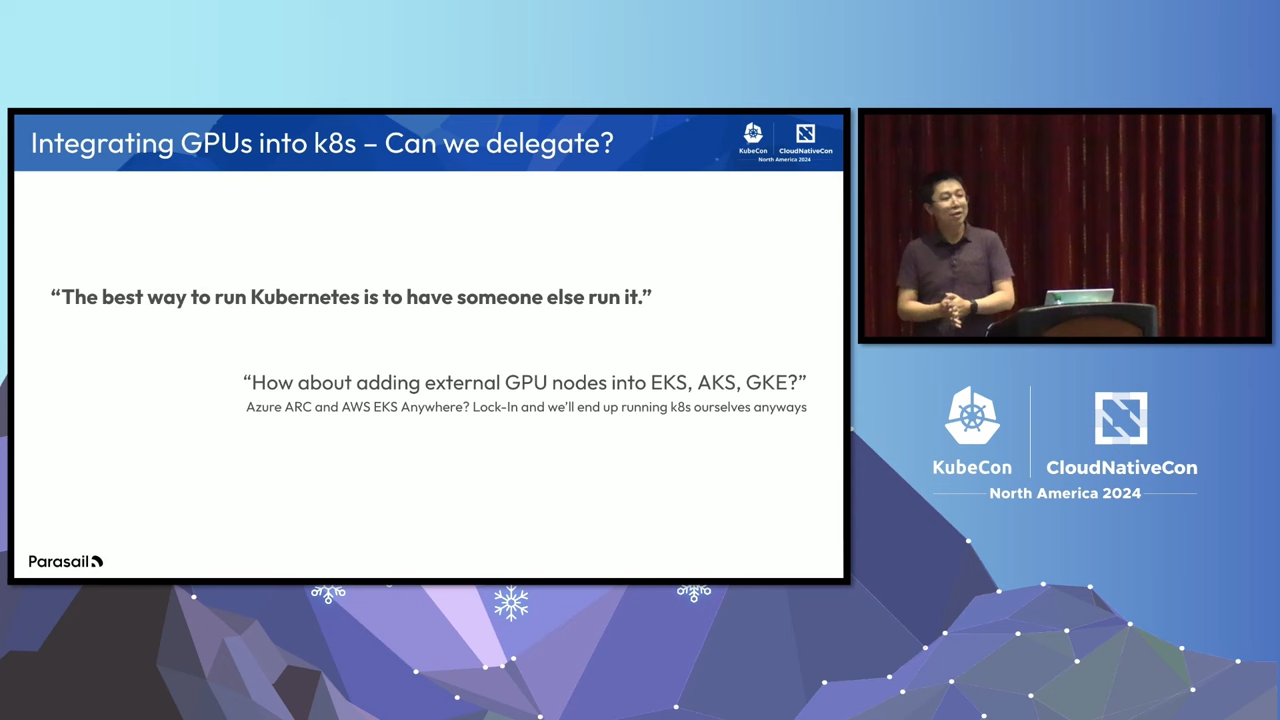 Integrating GPUs into k8s – Can we delegate?
KubeCon
CloudNativeCon
North America 2024
“The best way to run Kubernetes is to have someone else run it.”
“How about adding external GPU nodes into EKS, AKS, GKE?”
Azure ARC and AWS EKS Anywhere? Lock-In and we’ll end up running k8s ourselves anyways
Parasail
KubeCon
CloudNativeCon
North America 2024